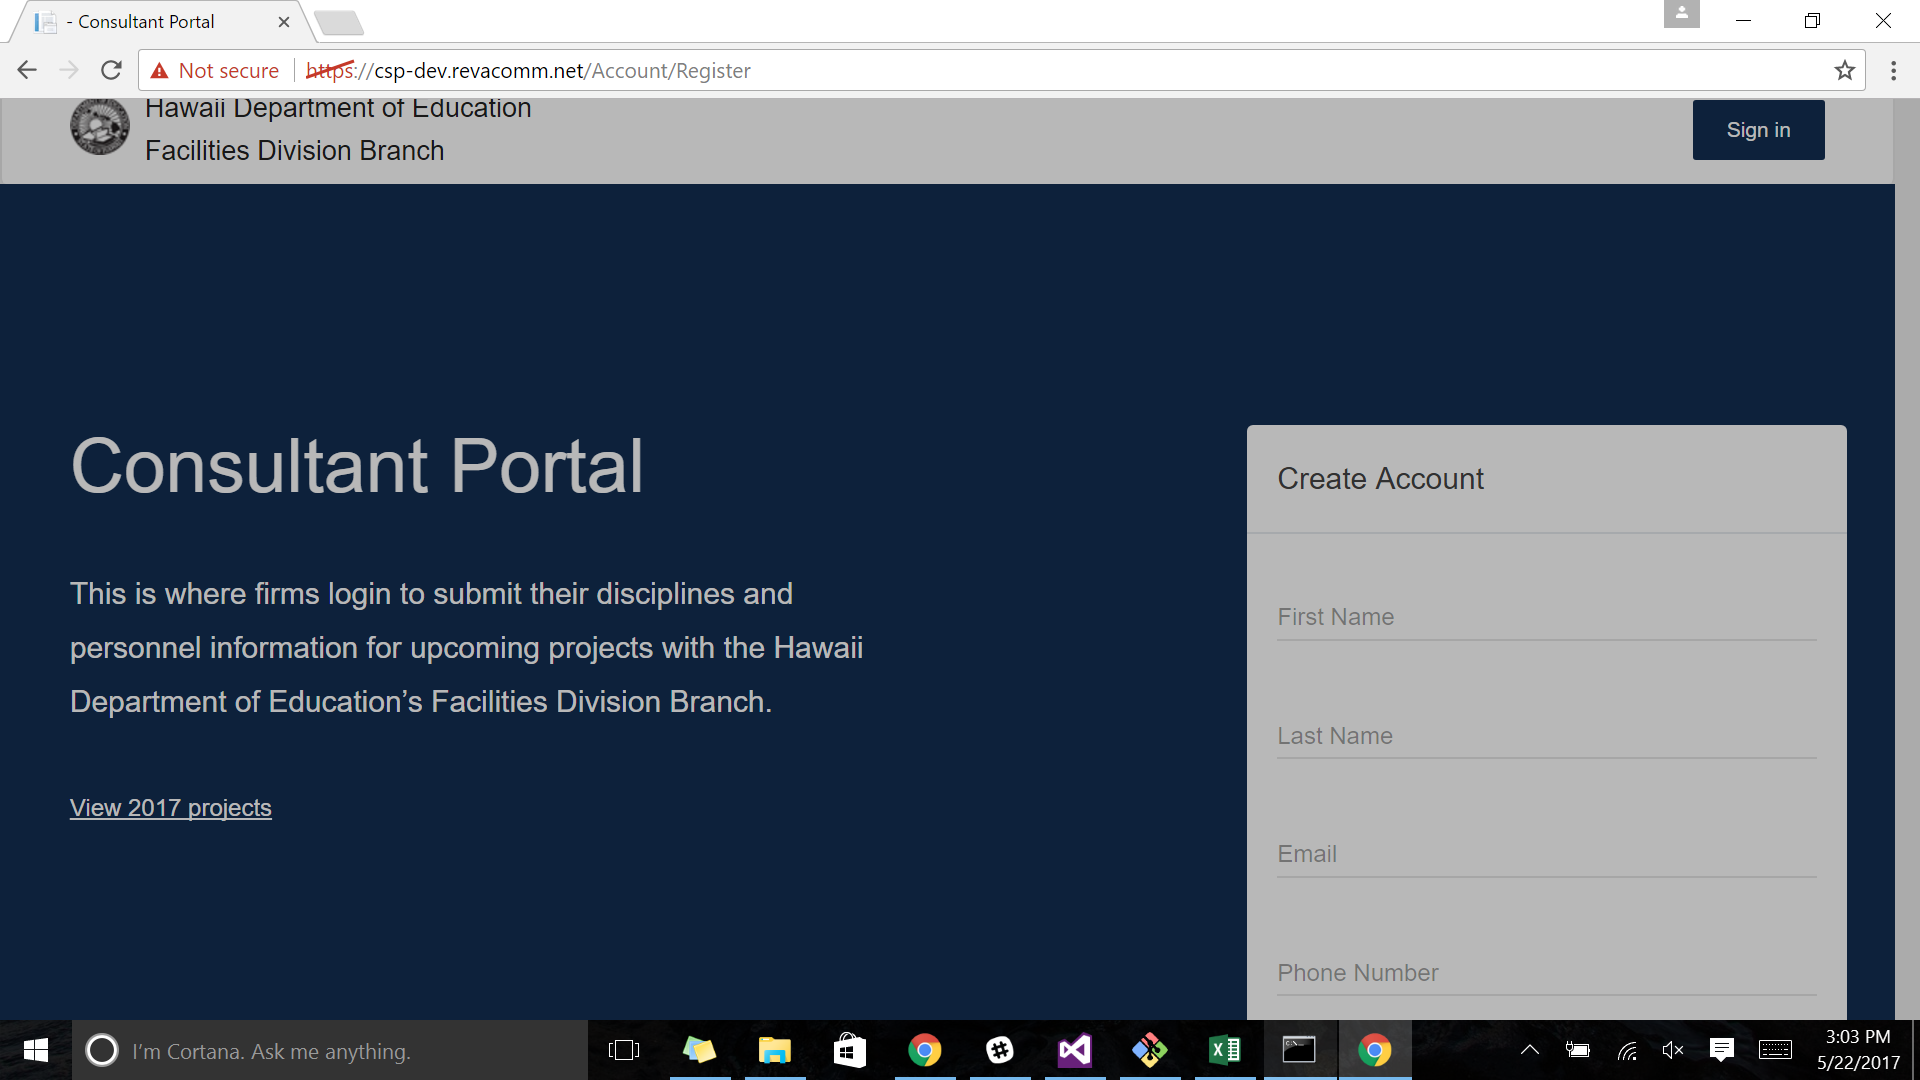 - Consultant Portal
Not secure https://csp-dev.revacomm.net/Account/Register
Hawaii Department of Education
Facilities Division Branch
Sign in
Consultant Portal
This is where firms login to submit their disciplines and
personnel information for upcoming projects with the Hawaii
Department of Education’s Facilities Division Branch.
View 2017 projects
Create Account
First Name
Last Name
Email
Phone Number
I’m Cortana. Ask me anything.
3:03 PM
5/22/2017